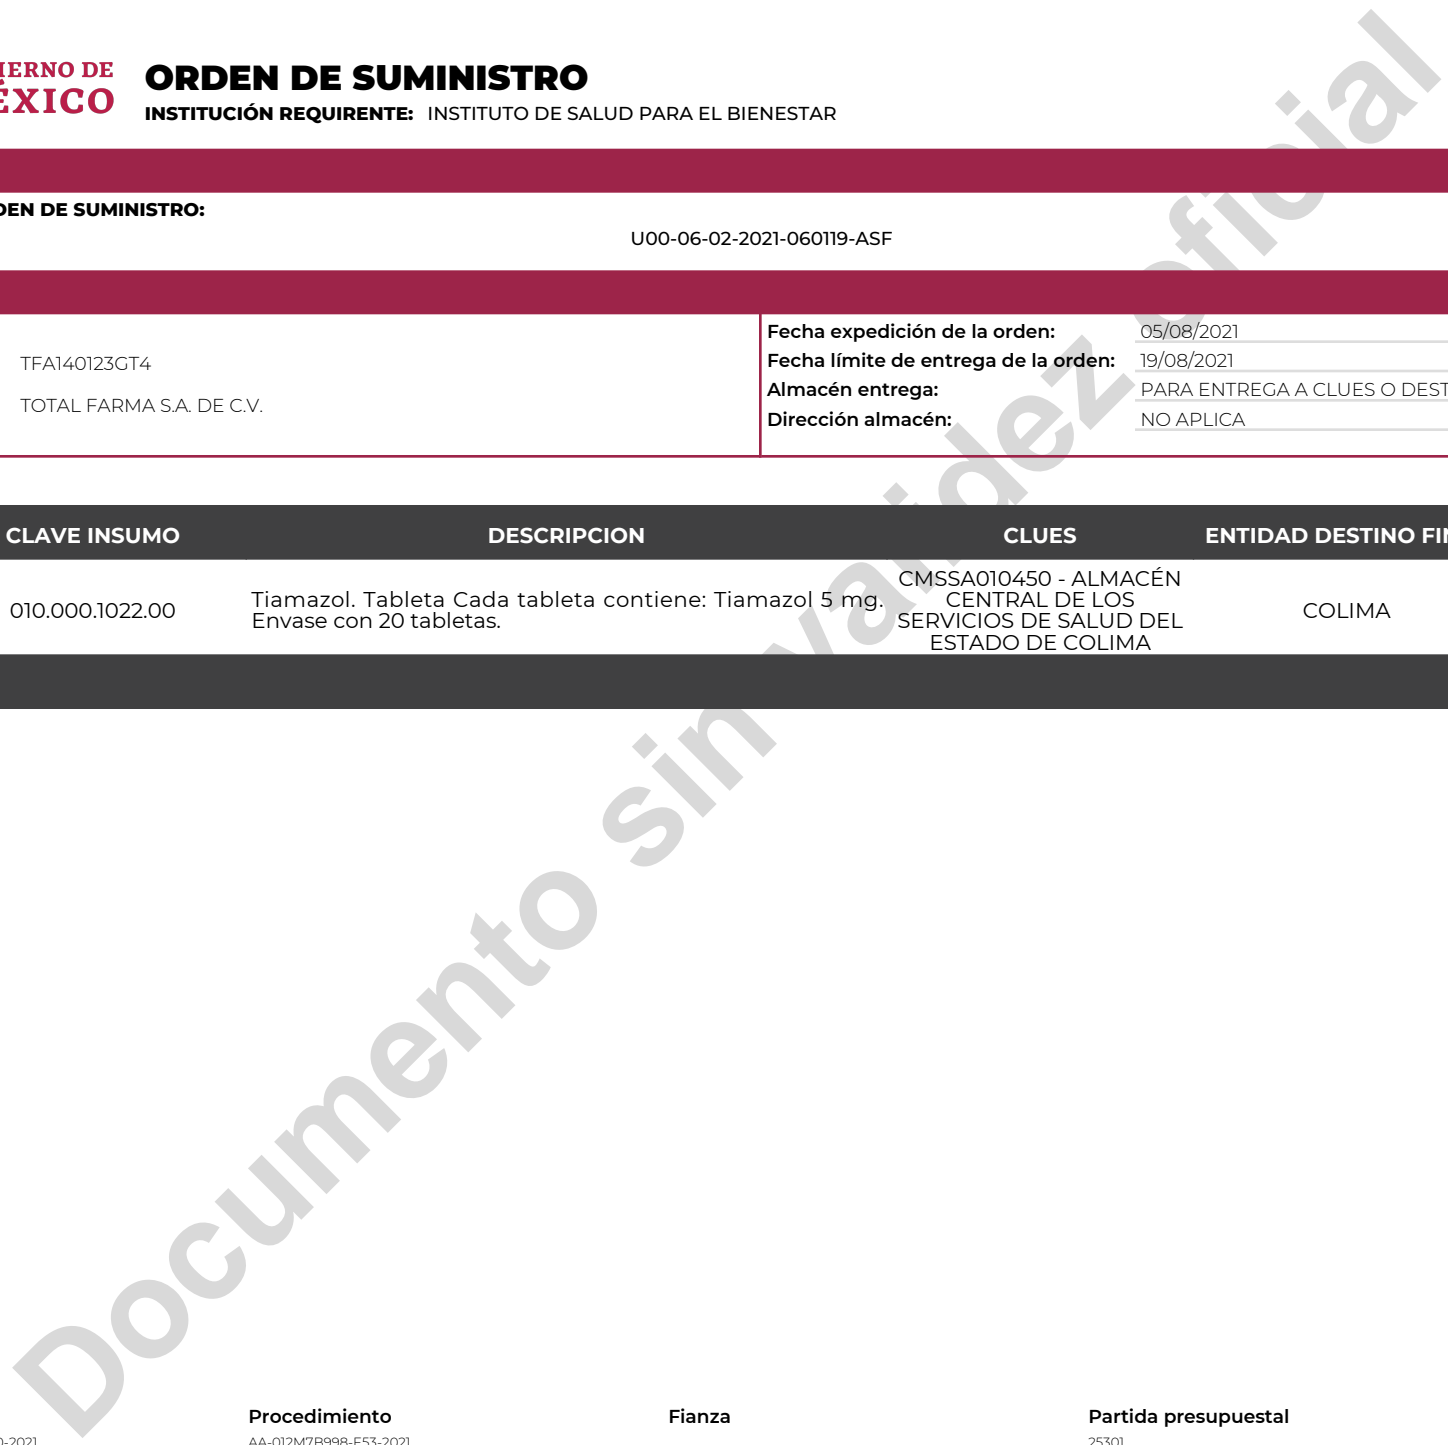 IERNO DE
ÉXICO
ORDEN DE SUMINISTRO
INSTITUCIÓN REQUIRENTE: INSTITUTO DE SALUD PARA EL BIENESTAR
DEN DE SUMINISTRO:
U00-06-02-2021-060119-ASF
TFA140123GT4
TOTAL FARMA S.A. DE C.V.
Fecha expedición de la orden: 05/08/2021
Fecha límite de entrega de la orden: 19/08/2021
Almacén entrega: PARA ENTREGA A CLUES O DEST
Dirección almacén: NO APLICA
CLAVE INSUMO DESCRIPCION CLUES ENTIDAD DESTINO FIN
010.000.1022.00
Tiamazol. Tableta Cada tableta contiene: Tiamazol 5 mg.
Envase con 20 tabletas.
CMSSA010450 - ALMACÉN
CENTRAL DE LOS
SERVICIOS DE SALUD DEL
ESTADO DE COLIMA
COLIMA
Documento sin validez oficial
Procedimiento Fianza Partida presupuestal
0-2021 AA-012M7B998-E53-2021 25301